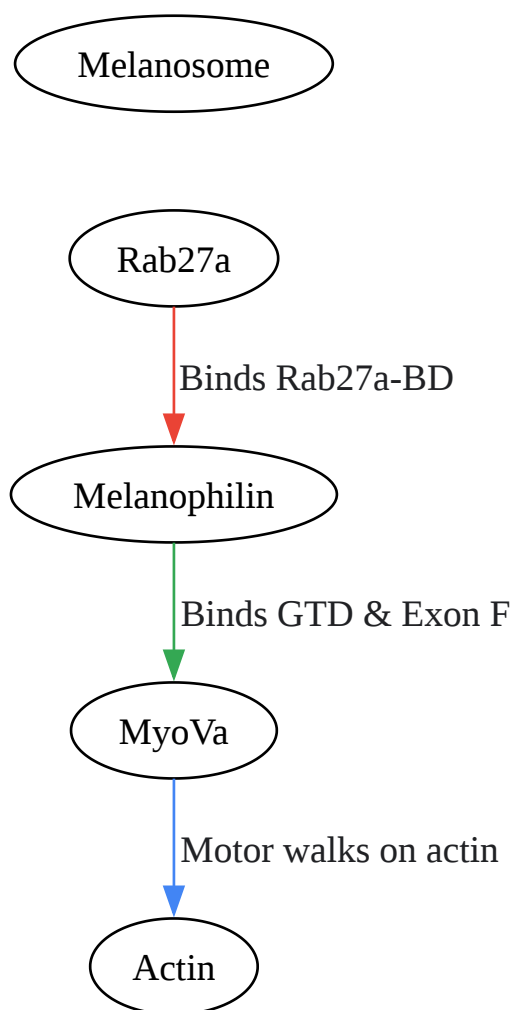 Melanosome
Rab27a
Binds Rab27a-BD
Melanophilin
Binds GTD & Exon F
MyoVa
Motor walks on actin
Actin